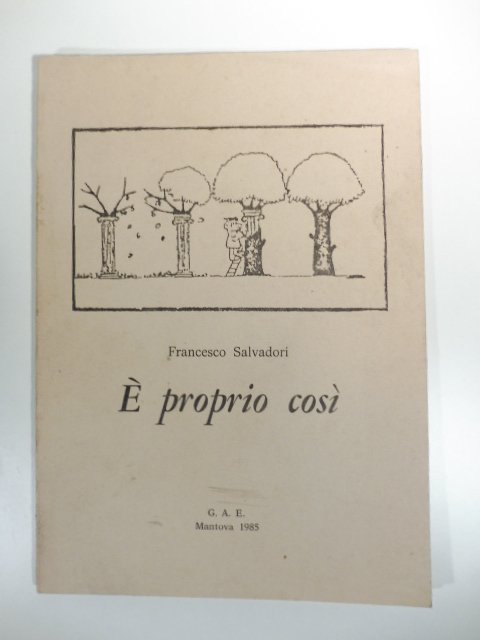 Francesco Salvadori
È proprio così
G. A. E.
Mantova 1985